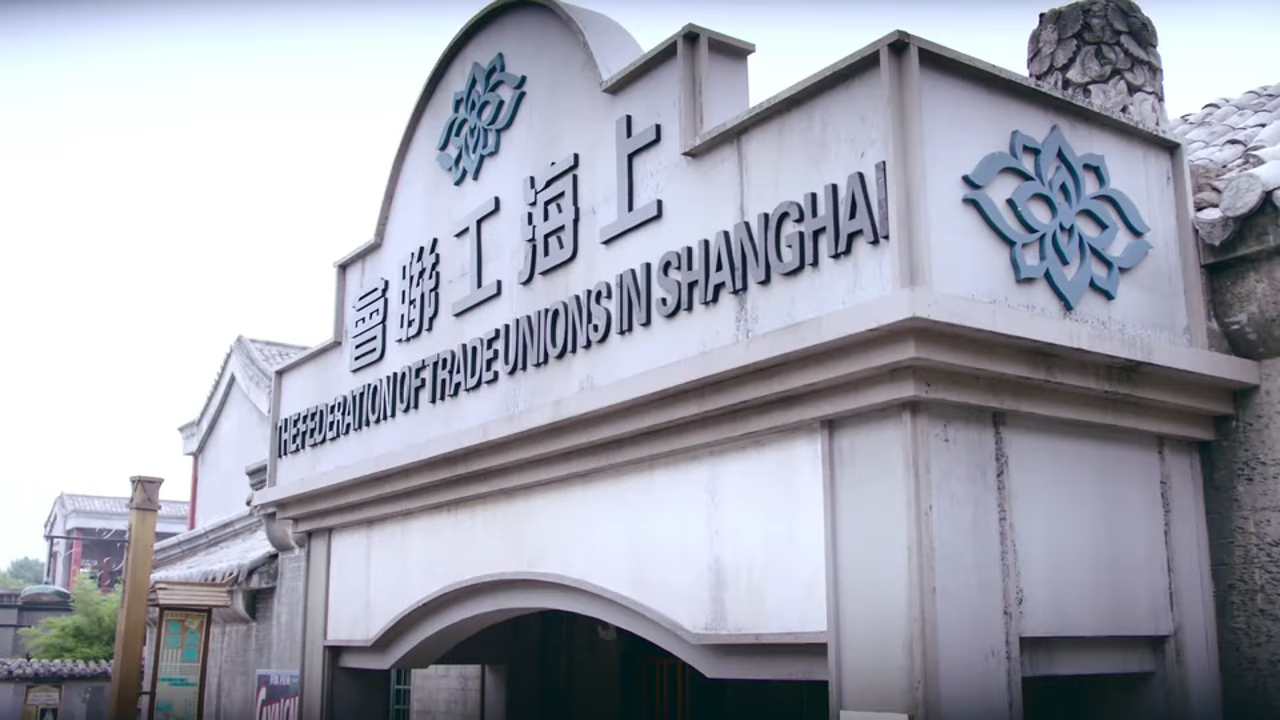 上海工聯會
THE FEDERATION OF TRADE UNIONS IN SHANGHAI